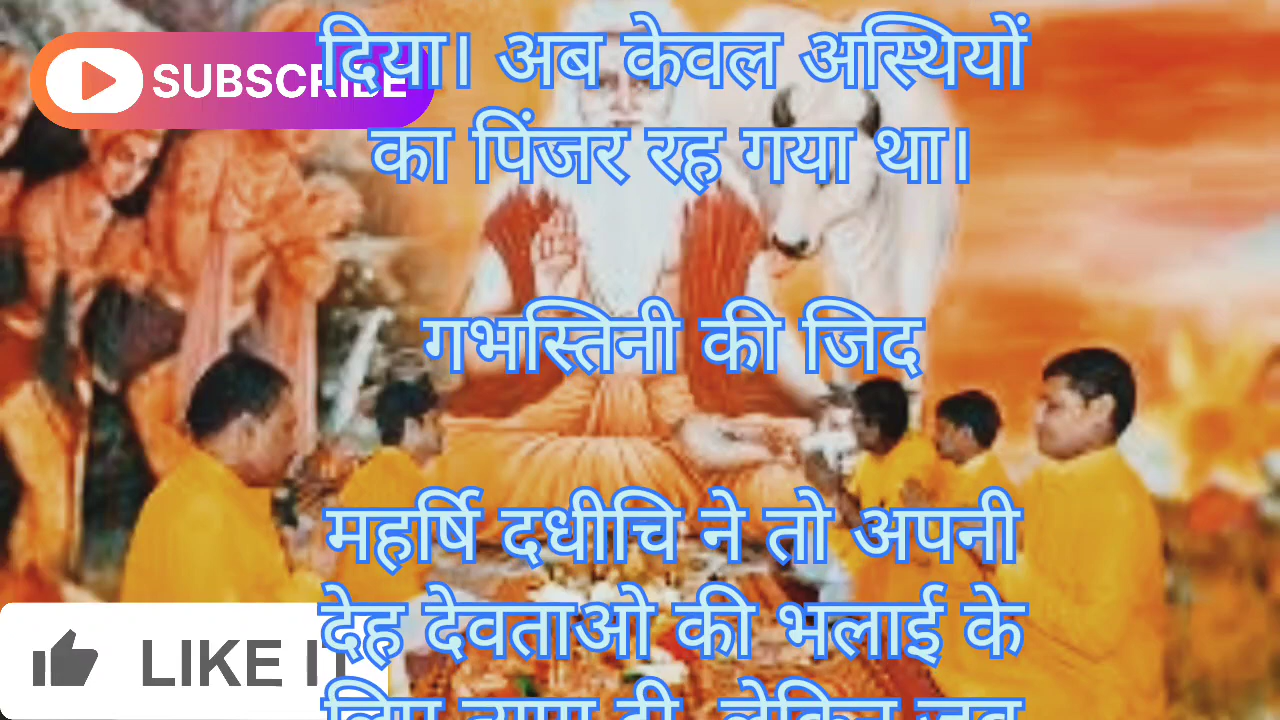 SUBSCRIBE
दिया। अब केवल अस्थियों
का पिंजर रह गया था।
गभस्तिनी की जिद
महर्षि दधीचि ने तो अपनी
देह देवताओ की भलाई के
LIKE IT